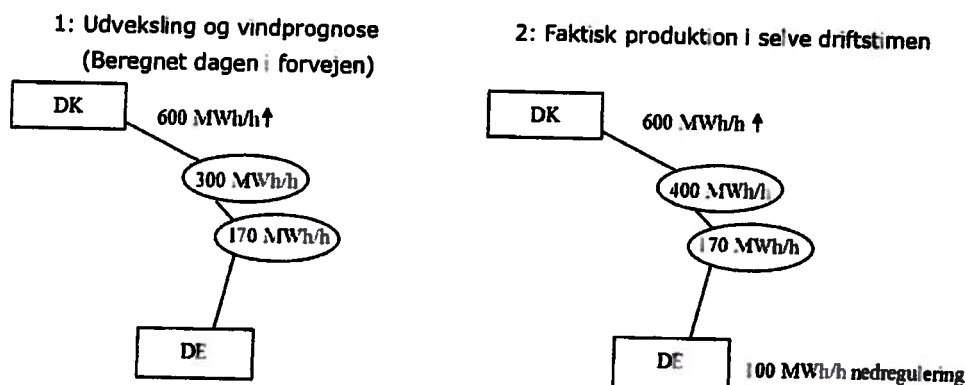 1: Udveksling og vindprognose
(Beregnet dagen i forvejen)
DK
600 MWh/h↑
300 MWh/h
170 MWh/h
DE
2: Faktisk produktion i selve driftstimen
DK
600 MWh/h ↑
400 MWh/h
170 MWh/h
DE
100 MWh/h nedregulering